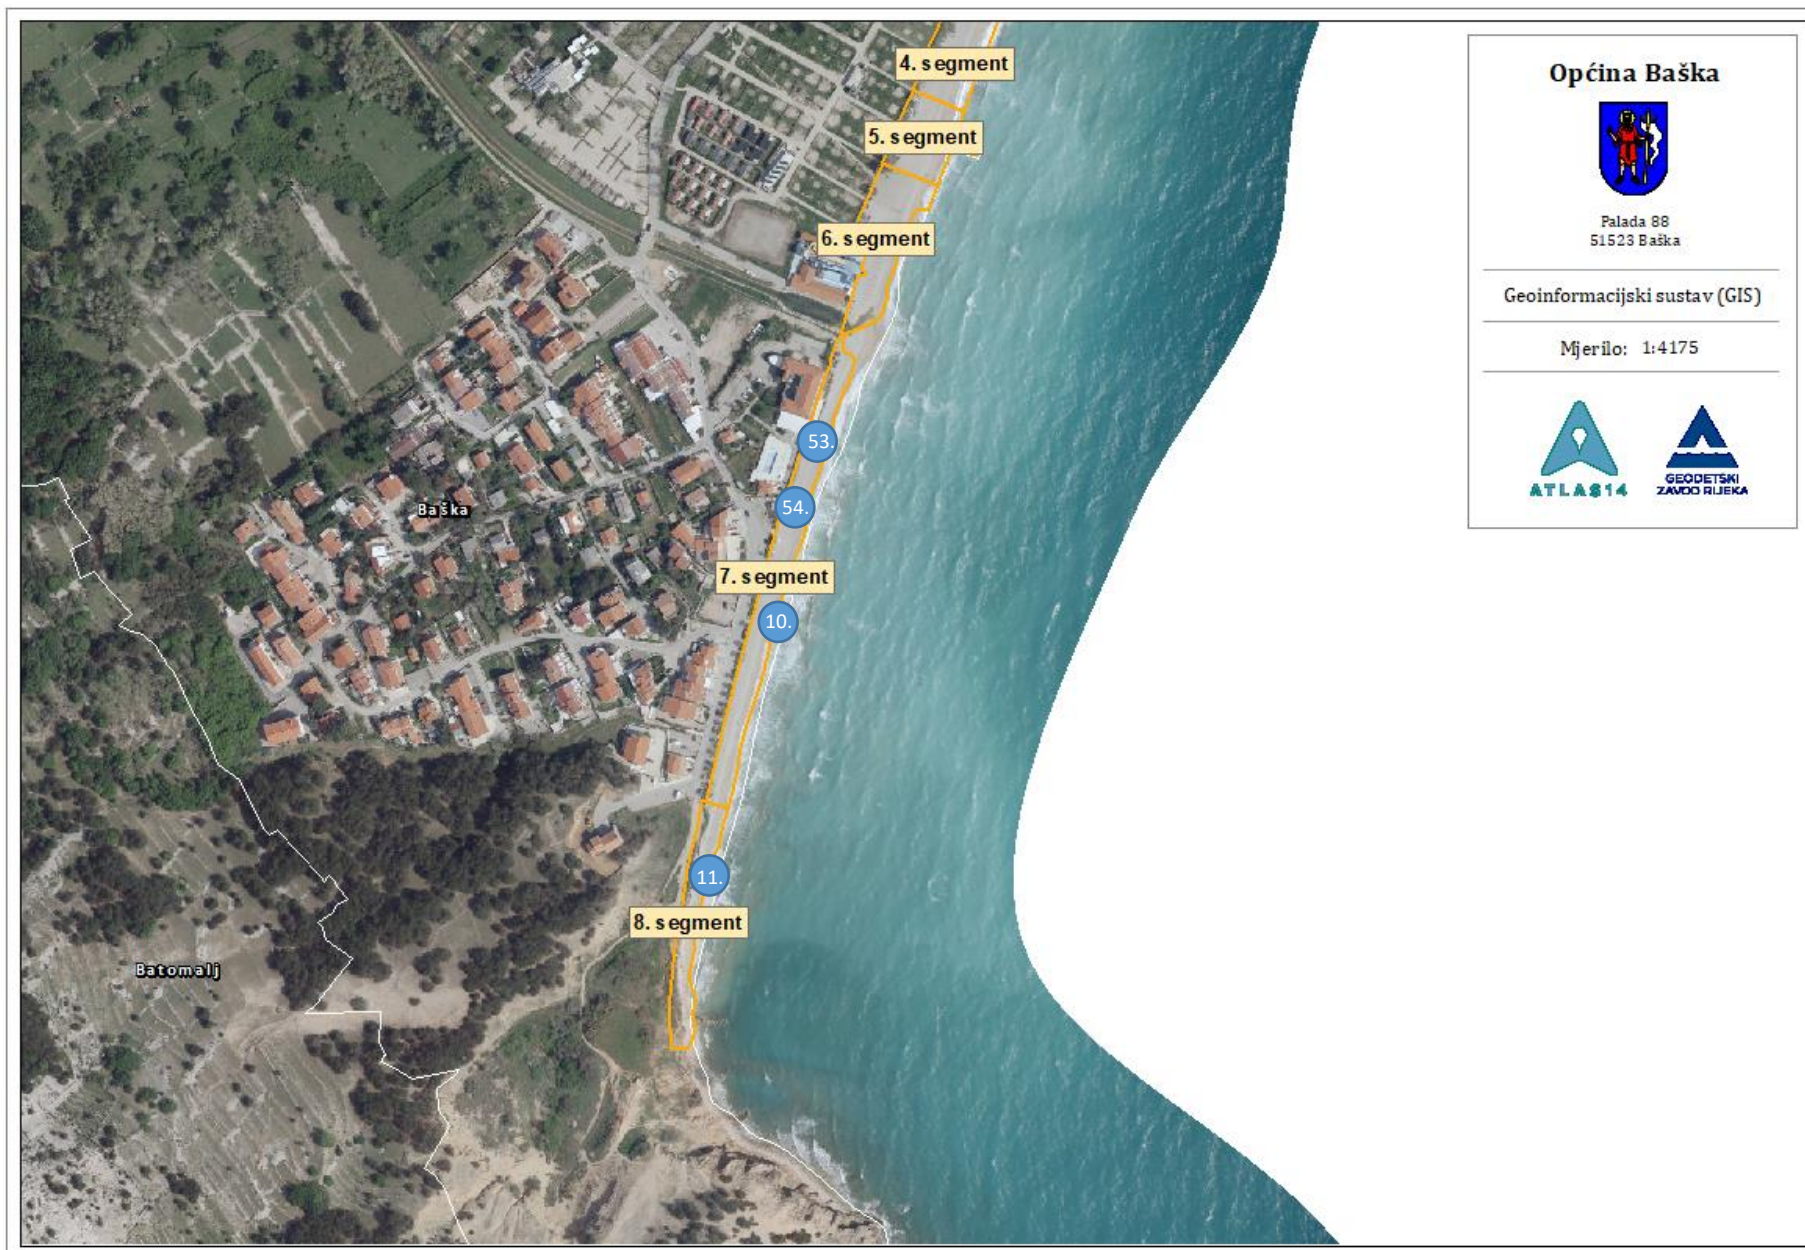 4. segment
5. segment
6. segment
53.
54.
7. segment
10.
11.
8. segment
Baška
Batomalj
Općina Baška
Palada 88
51523 Baška
Geoinformacijski sustav (GIS)
Mjerilo: 1:4175
ATLAS14
GEODETSKI
ZAVOD RIJEKA